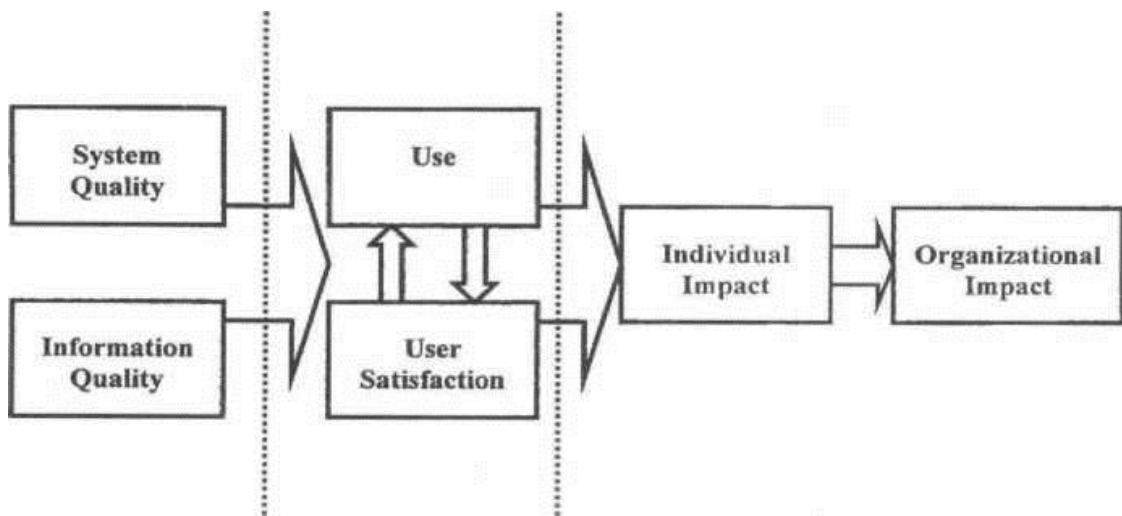 System
Quality
Use
Individual
Impact
Organizational
Impact
Information
Quality
User
Satisfaction